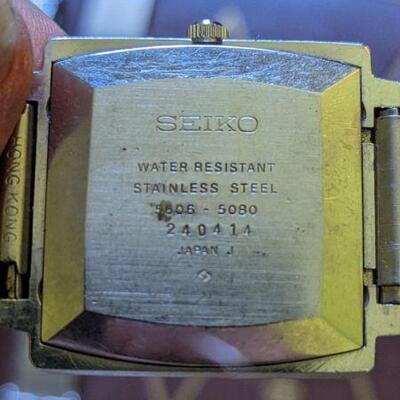 SEIKO
WATER RESISTANT
STAINLESS STEEL
5606 - 5080
240414
JAPAN J
HONG KONG